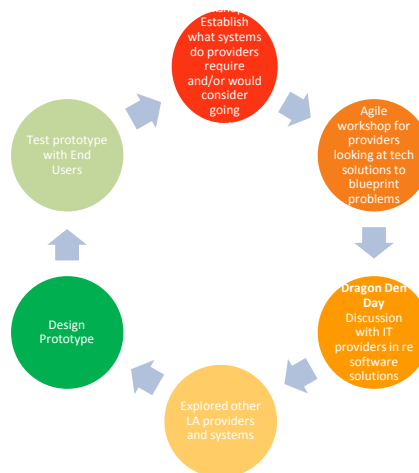 Establish
what systems
do providers
require
and/or would
consider
going
Agile
workshop for
providers
looking at tech
solutions to
blueprint
problems
Dragon Den
Day
Discussion
with IT
providers in re
software
solutions
Explored other
LA providers
and systems
Design
Prototype
Test prototype
with End
Users